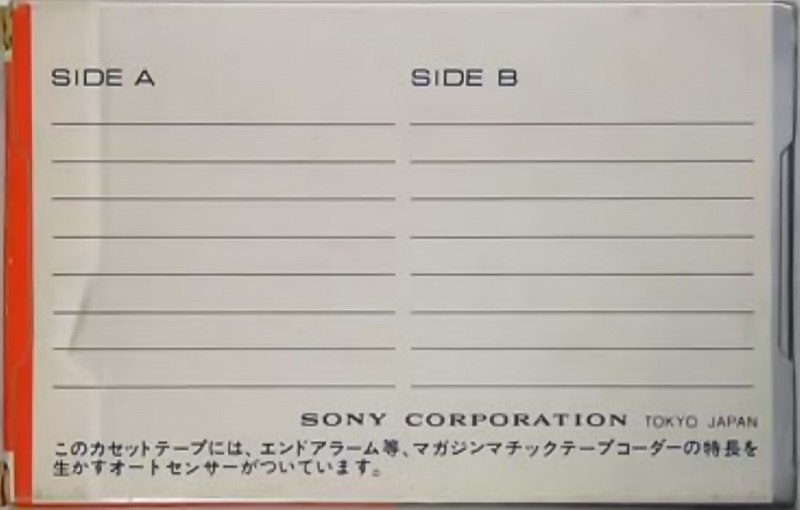 SIDE A
SIDE B
SONY CORPORATION TOKYO JAPAN
このカセットテープには、エンドアラーム等、マガジンマチックテープコーダーの特長を
生かすオートセンサーがついています。